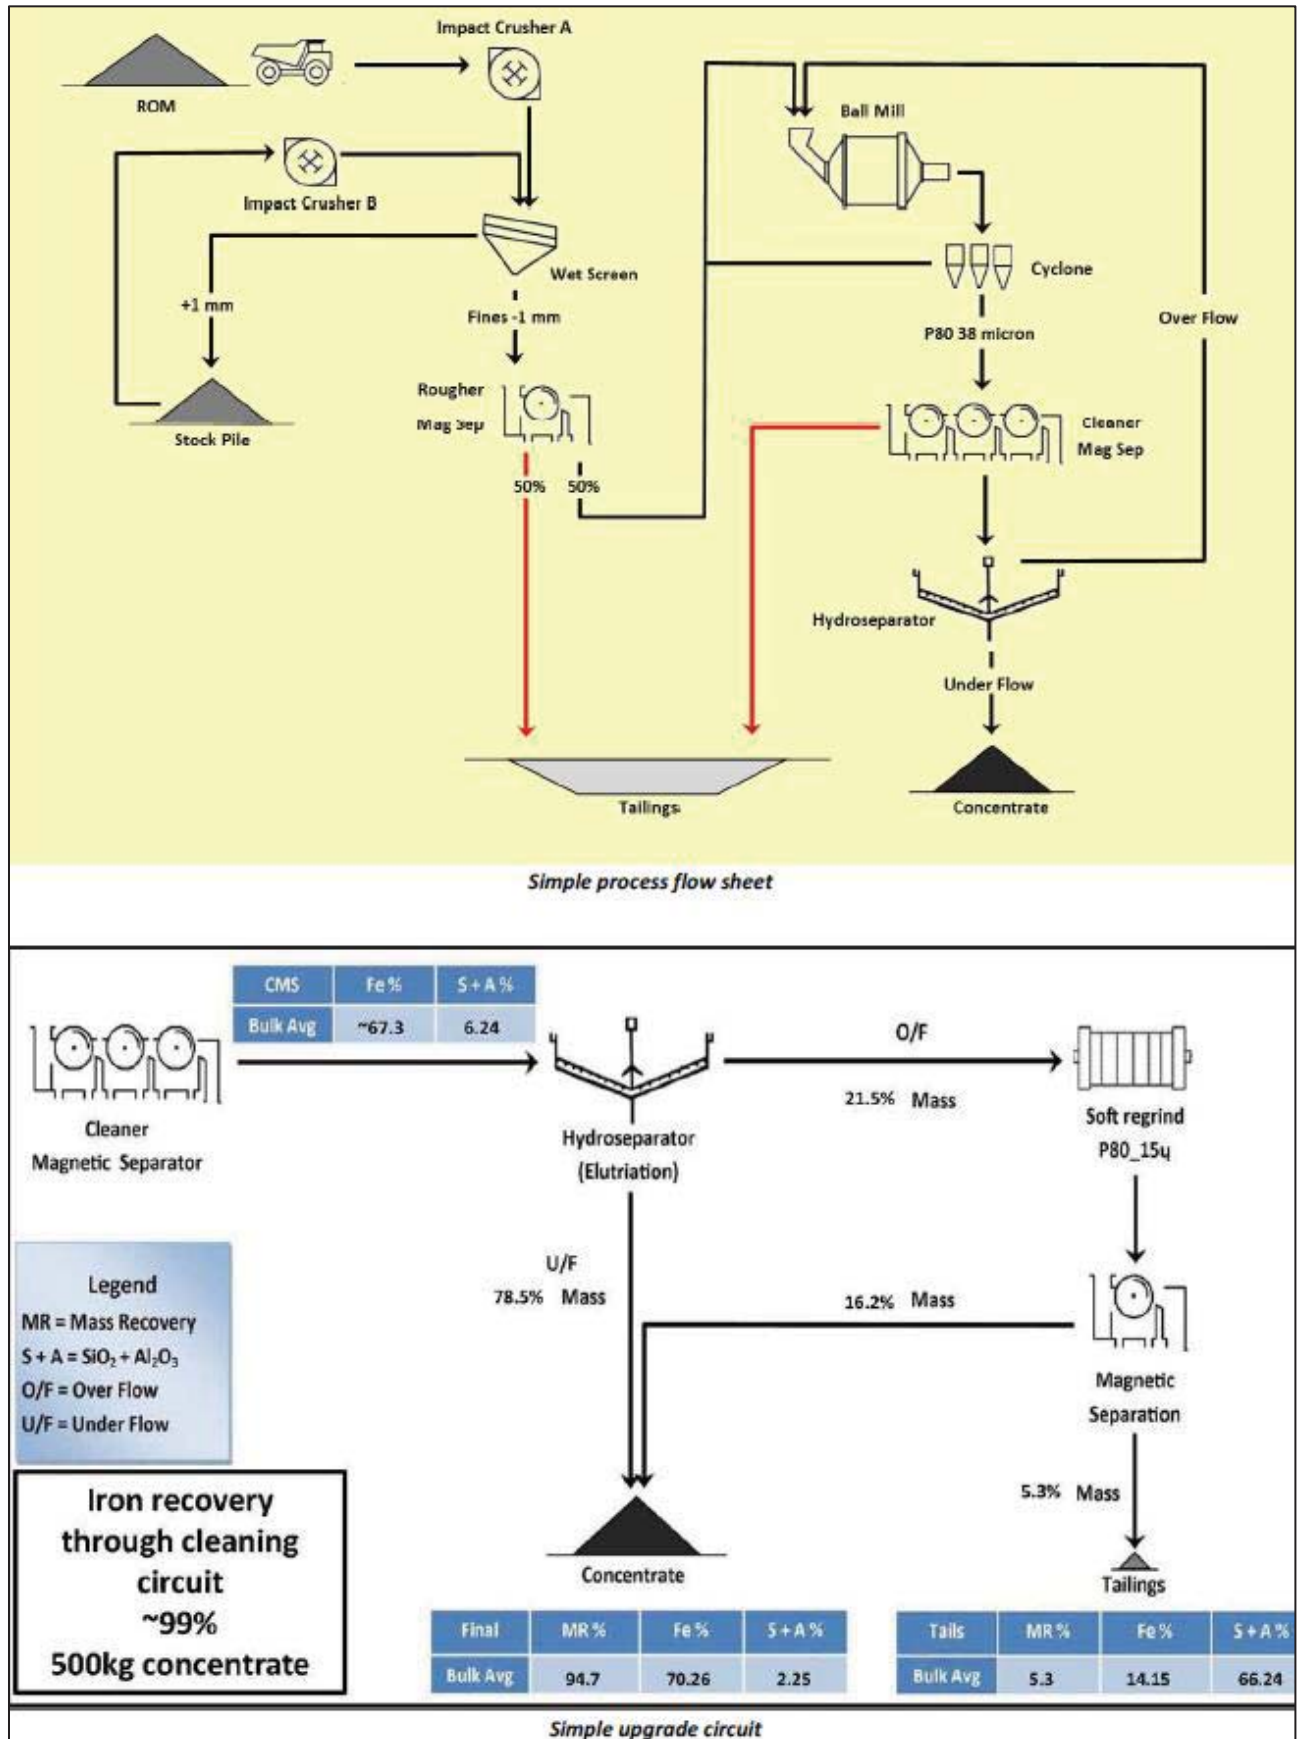 Impact Crusher A
ROM
Ball Mill
Impact Crusher B
Wet Screen
Cyclone
+1 mm
Fines -1 mm
Over Flow
P80 38 micron
Rougher
Mag Sep
Stock Pile
Cleaner
Mag Sep
50% 50%
Hydroseparator
Under Flow
Tailings
Concentrate
Simple process flow sheet
CMS Fe % S + A %
Bulk Avg ~67.3 6.24
O/F
21.5% Mass
Cleaner
Magnetic Separator
Hydroseparator
(Elutriation)
Soft regrind
P80_15ų
U/F
78.5% Mass
16.2% Mass
Legend
MR = Mass Recovery
S + A = SiO₂ + Al₂O₃
O/F = Over Flow
U/F = Under Flow
Magnetic
Separation
5.3% Mass
Iron recovery
through cleaning
circuit
~99%
500kg concentrate
Concentrate
Tailings
Final MR % Fe % S + A %
Bulk Avg 94.7 70.26 2.25
Tails MR % Fe % S + A %
Bulk Avg 5.3 14.15 66.24
Simple upgrade circuit